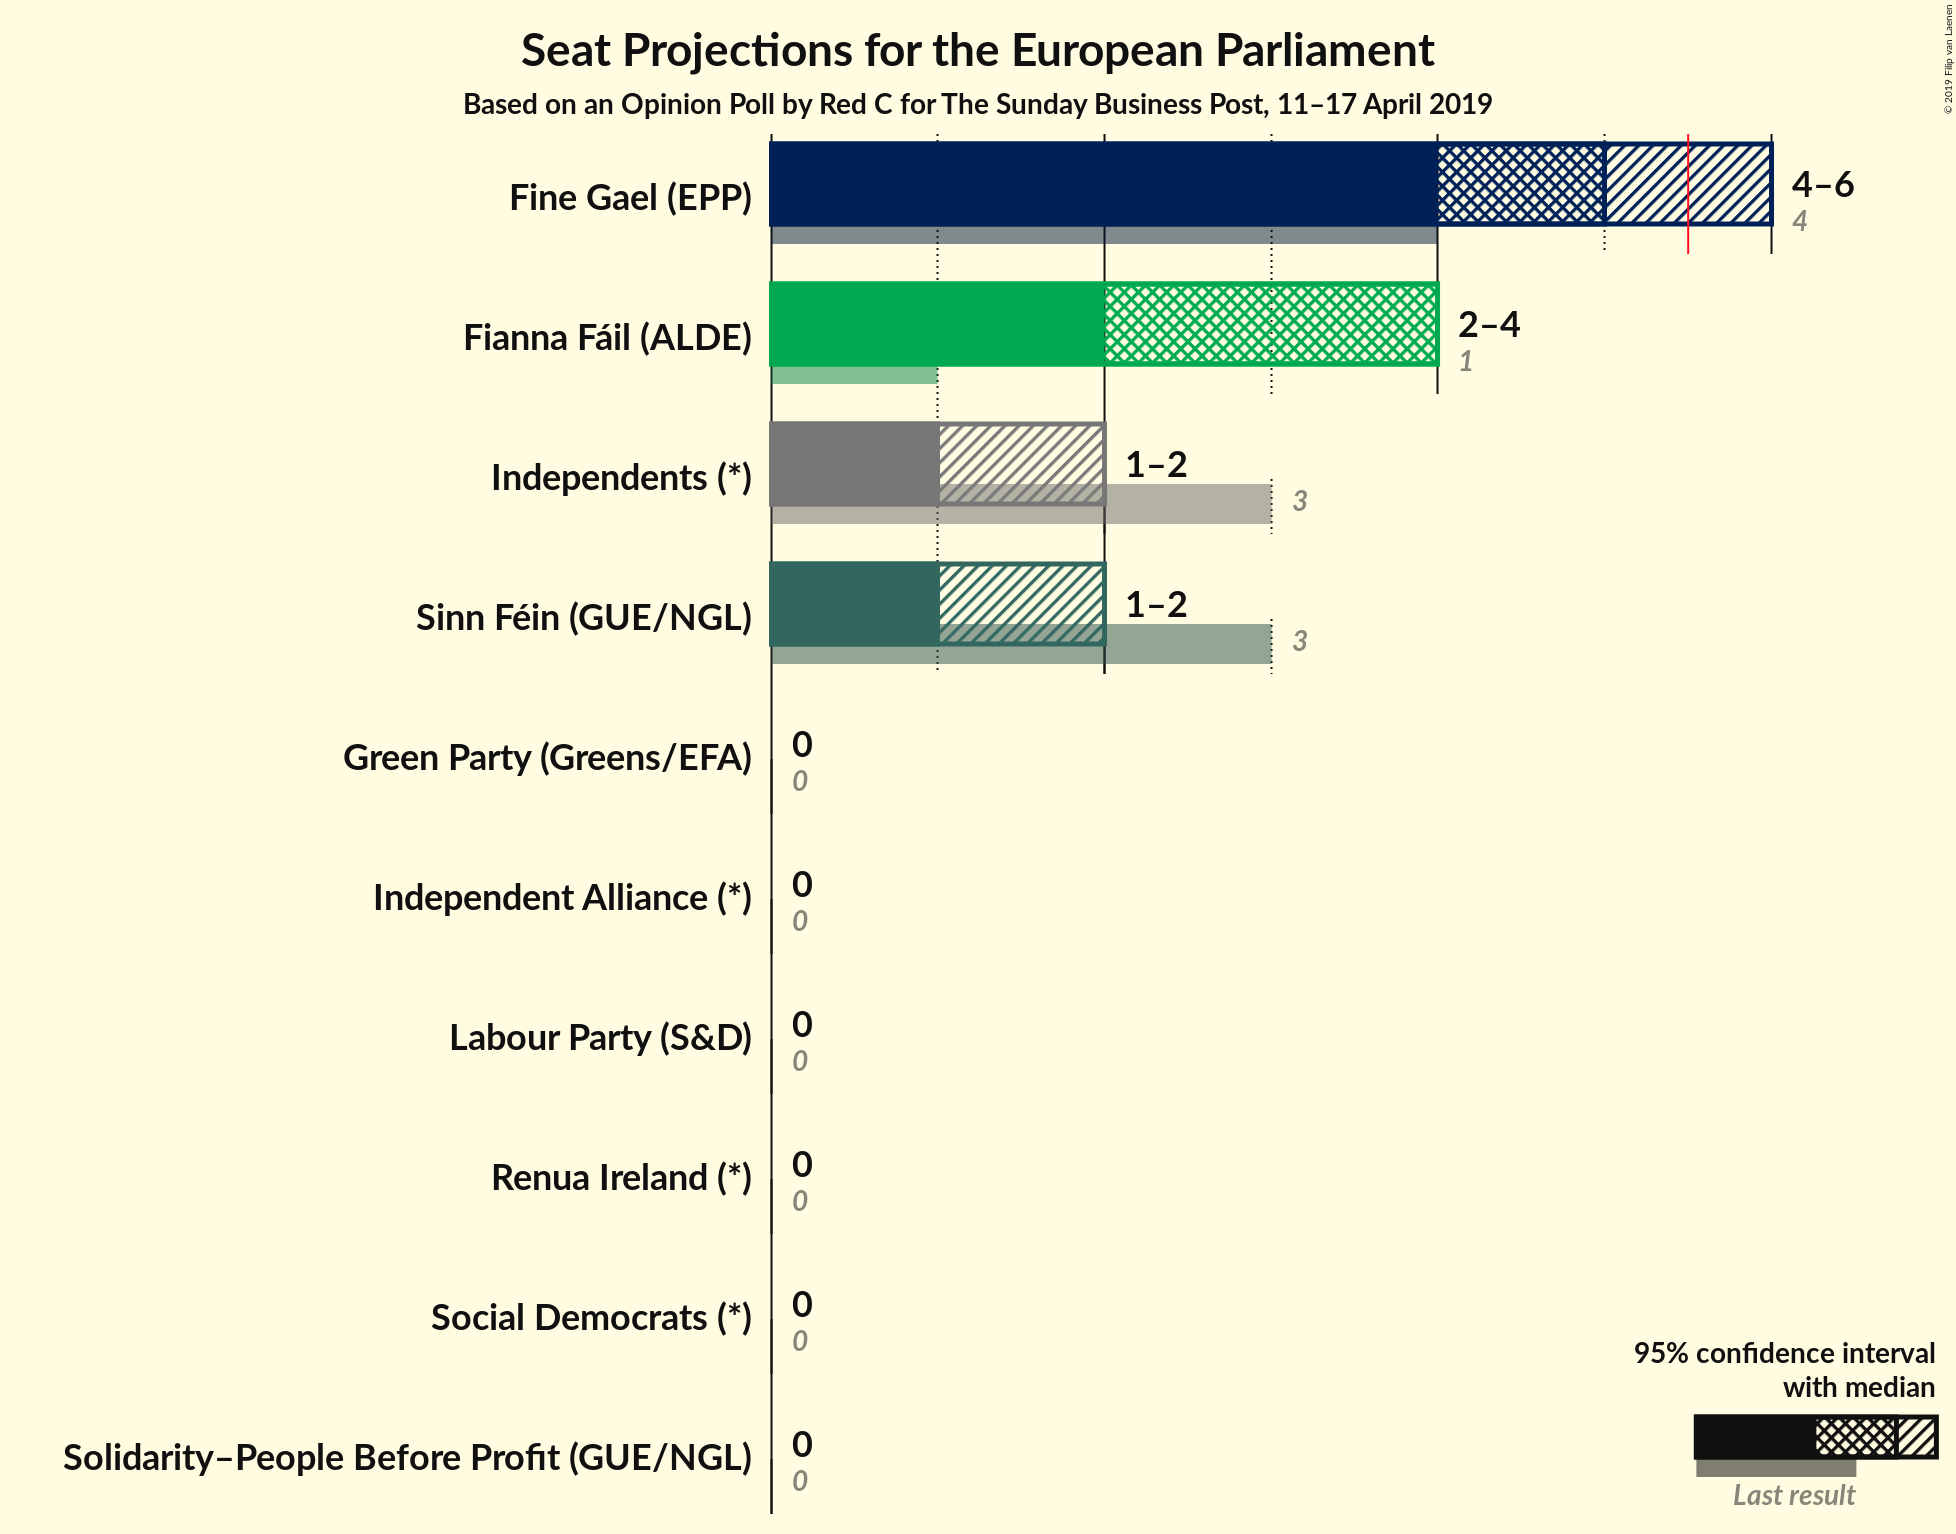 Seat Projections for the European Parliament
Based on an Opinion Poll by Red C for The Sunday Business Post, 11–17 April 2019
© 2019 Filip van Laenen
Fine Gael (EPP)
4–6
4
Fianna Fáil (ALDE)
2–4
1
Independents (*)
1–2
3
Sinn Féin (GUE/NGL)
1–2
3
Green Party (Greens/EFA)
0
0
Independent Alliance (*)
0
0
Labour Party (S&D)
0
0
Renua Ireland (*)
0
0
Social Democrats (*)
0
0
Solidarity–People Before Profit (GUE/NGL)
0
0
95% confidence interval
with median
Last result